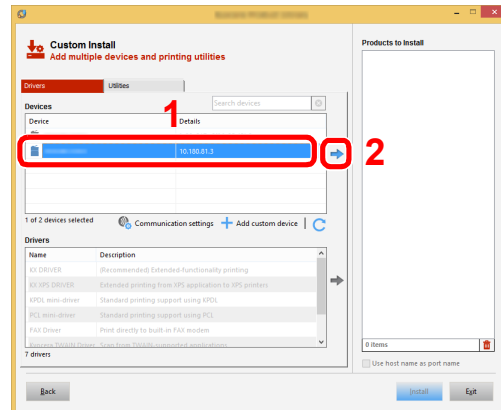 Custom Install
Add multiple devices and printing utilities
Products to Install
Drivers
Utilities
1
Devices
Search devices
Device
Details
10.180.81.3
2
1 of 2 devices selected
Communication settings
Add custom device
Drivers
Name
Description
KX DRIVER
(Recommended) Extended-functionality printing
KX XPS DRIVER
Extended printing from XPS application to XPS printers
KPDL mini-driver
Standard printing support using KPDL
PCL mini-driver
Standard printing support using PCL
FAX Driver
Print directly to built-in FAX modem
Kyocera TWAIN Driver
Scan from TWAIN-supported applications
7 drivers
0 items
Use host name as port name
Back
Install
Exit